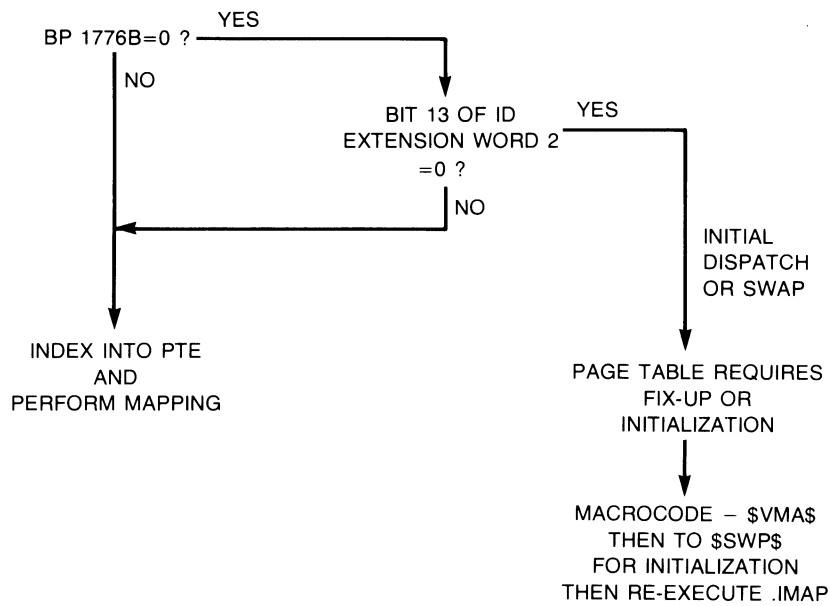 YES
BP 1776B=0 ?
NO
BIT 13 OF ID
EXTENSION WORD 2
=0 ?
YES
NO
INITIAL
DISPATCH
OR SWAP
INDEX INTO PTE
AND
PERFORM MAPPING
PAGE TABLE REQUIRES
FIX-UP OR
INITIALIZATION
MACROCODE – $VMA$
THEN TO $SWP$
FOR INITIALIZATION
THEN RE-EXECUTE .IMAP